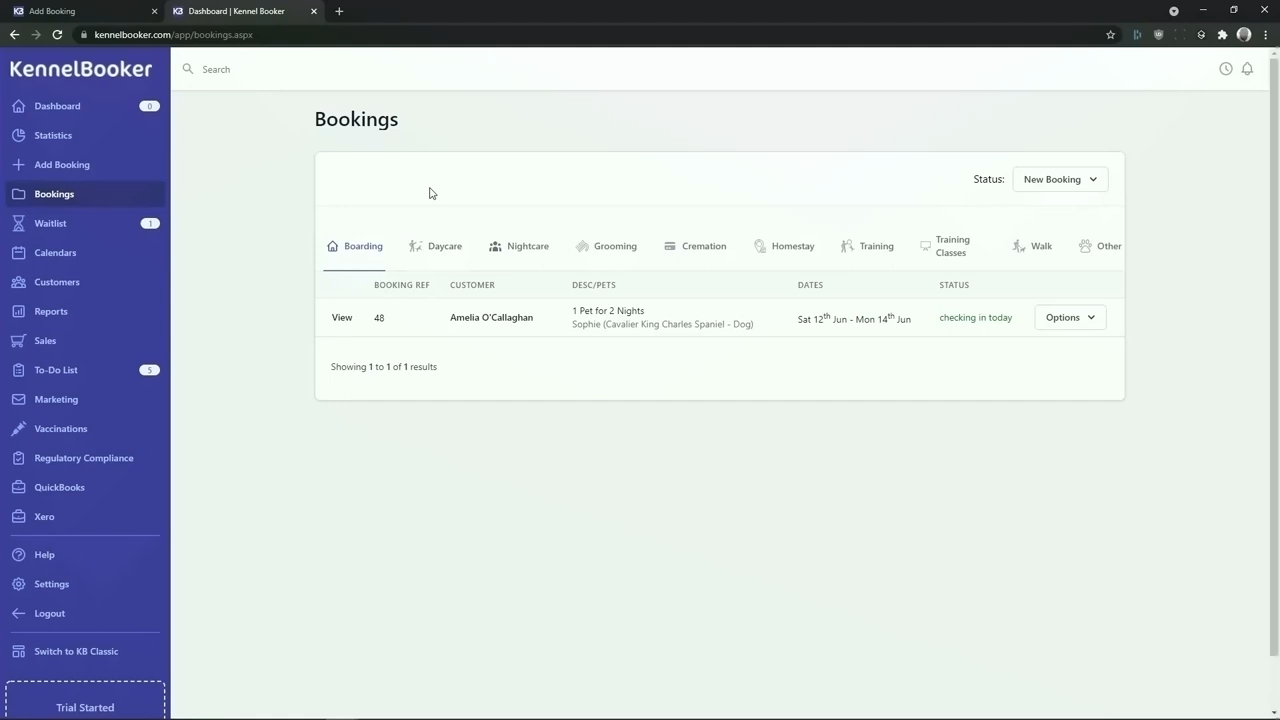 Add Booking
Dashboard | Kennel Booker
kennelbooker.com/app/bookings.aspx
KennelBooker
Search
Dashboard 0
Statistics
Add Booking
Bookings
Waitlist 1
Calendars
Customers
Reports
Sales
To-Do List 5
Marketing
Vaccinations
Regulatory Compliance
QuickBooks
Xero
Help
Settings
Logout
Switch to KB Classic
Trial Started
Bookings
Status: New Booking
Boarding Daycare Nightcare Grooming Cremation Homestay Training Training Classes Walk Other
BOOKING REF CUSTOMER DESC/PETS DATES STATUS
View 48 Amelia O'Callaghan 1 Pet for 2 Nights Sat 12th Jun - Mon 14th Jun checking in today Options
Sophie (Cavalier King Charles Spaniel - Dog)
Showing 1 to 1 of 1 results